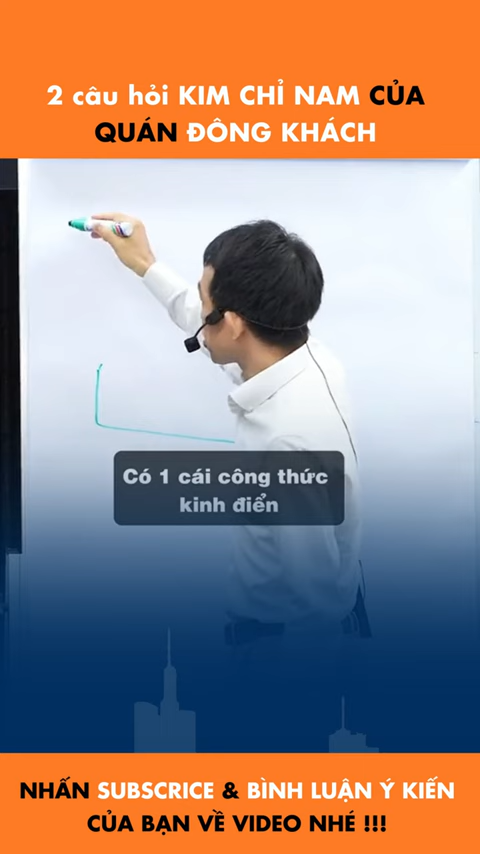 2 câu hỏi KIM CHỈ NAM CỦA
QUÁN ĐÔNG KHÁCH
Có 1 cái công thức
kinh điển
NHẤN SUBSCRICE & BÌNH LUẬN Ý KIẾN
CỦA BẠN VỀ VIDEO NHÉ !!!